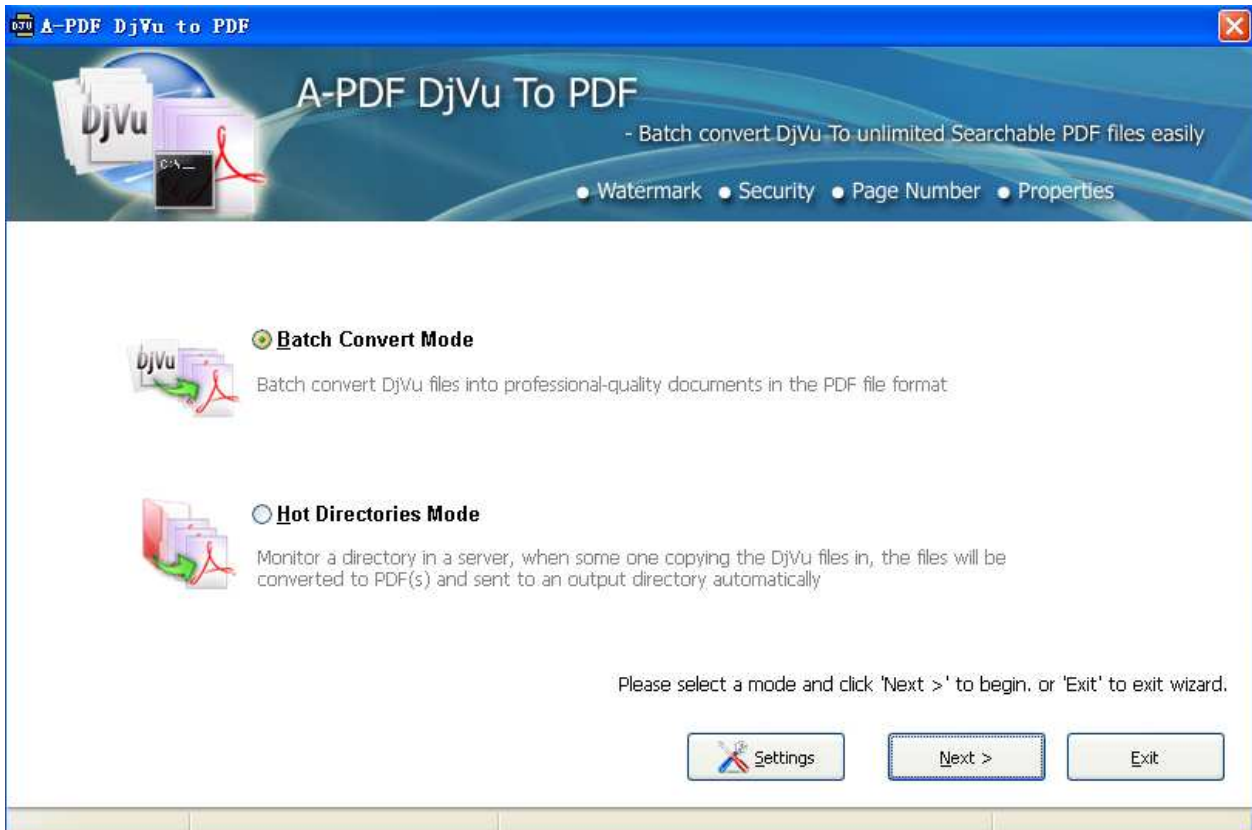 A-PDF DjVu to PDF
A-PDF DjVu To PDF
- Batch convert DjVu To unlimited Searchable PDF files easily
Watermark ● Security ● Page Number ● Properties
DjVu
C:\_
Batch Convert Mode
DjVu
Batch convert DjVu files into professional-quality documents in the PDF file format
Hot Directories Mode
Monitor a directory in a server, when some one copying the DjVu files in, the files will be
converted to PDF(s) and sent to an output directory automatically
Please select a mode and click 'Next >' to begin. or 'Exit' to exit wizard.
Settings
Next >
Exit